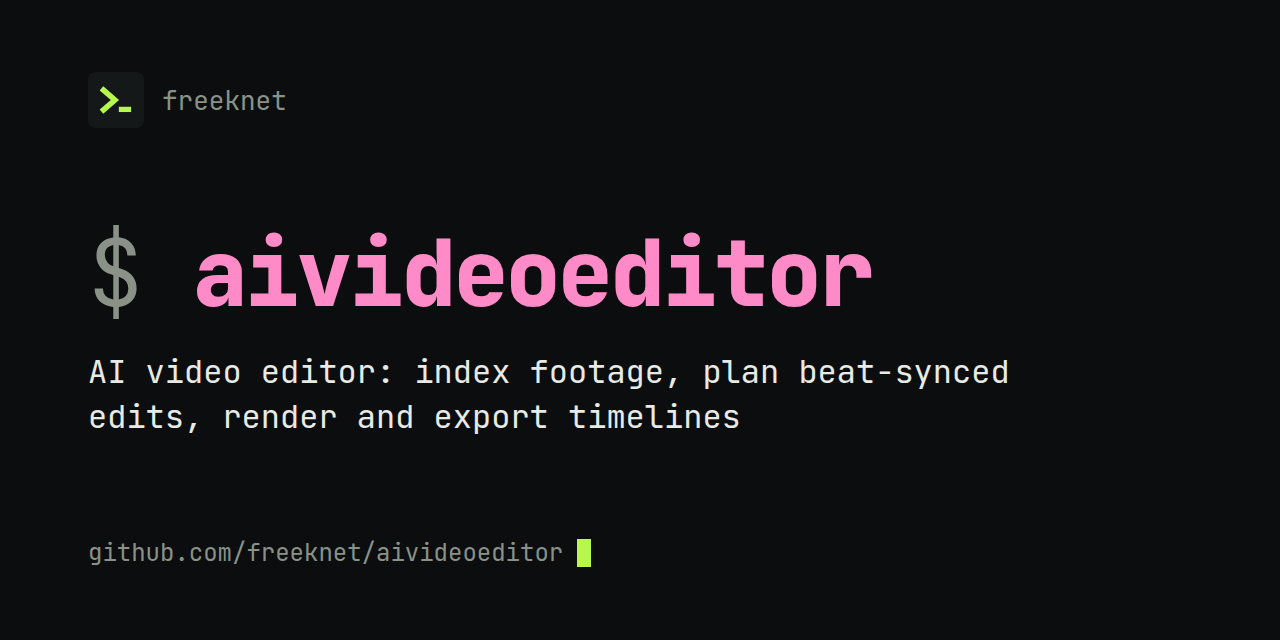 >_ freeknet
$ aivideoeditor
AI video editor: index footage, plan beat-synced
edits, render and export timelines
github.com/freeknet/aivideoeditor